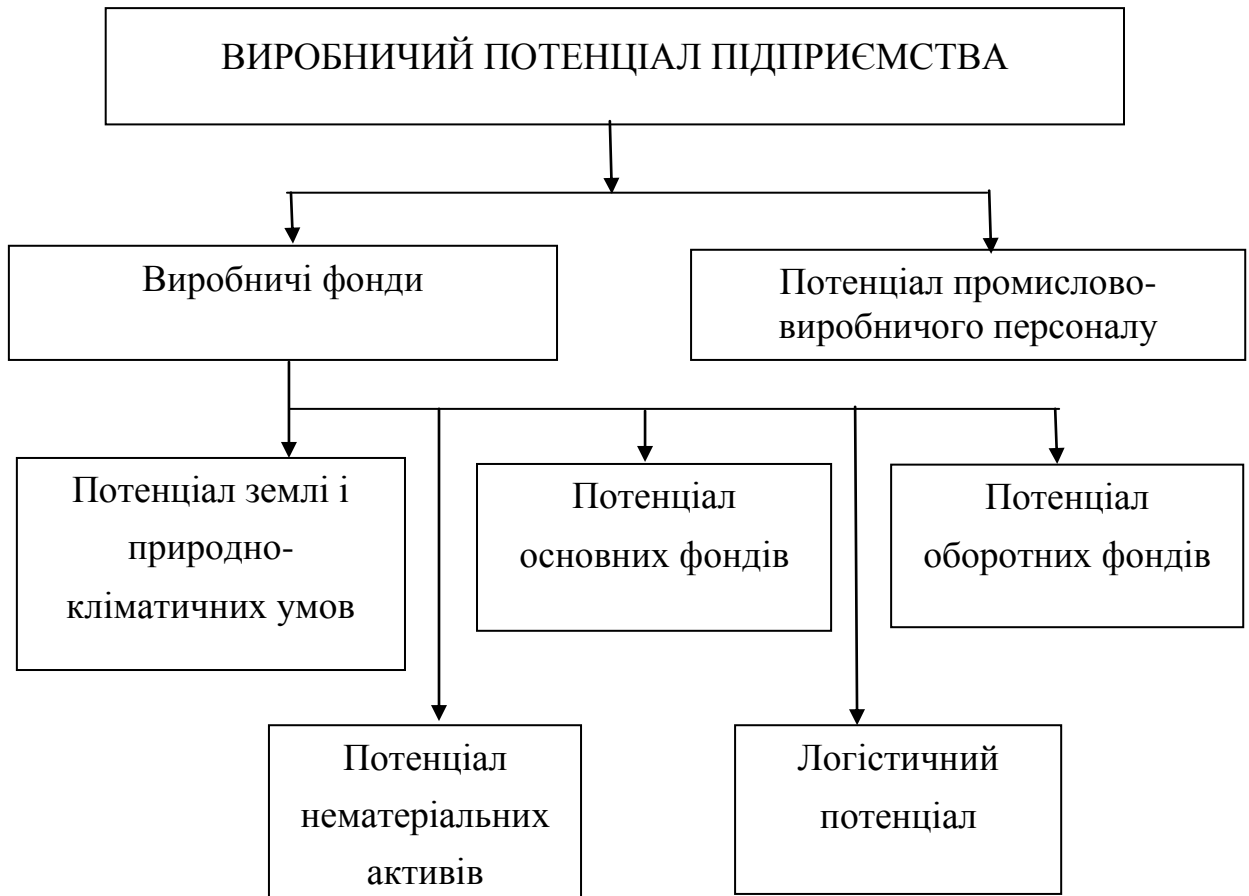 ВИРОБНИЧИЙ ПОТЕНЦІАЛ ПІДПРИЄМСТВА
Виробничі фонди
Потенціал промислово-
виробничого персоналу
Потенціал землі і
природно-
кліматичних умов
Потенціал
основних фондів
Потенціал
оборотних фондів
Потенціал
нематеріальних
активів
Логістичний
потенціал